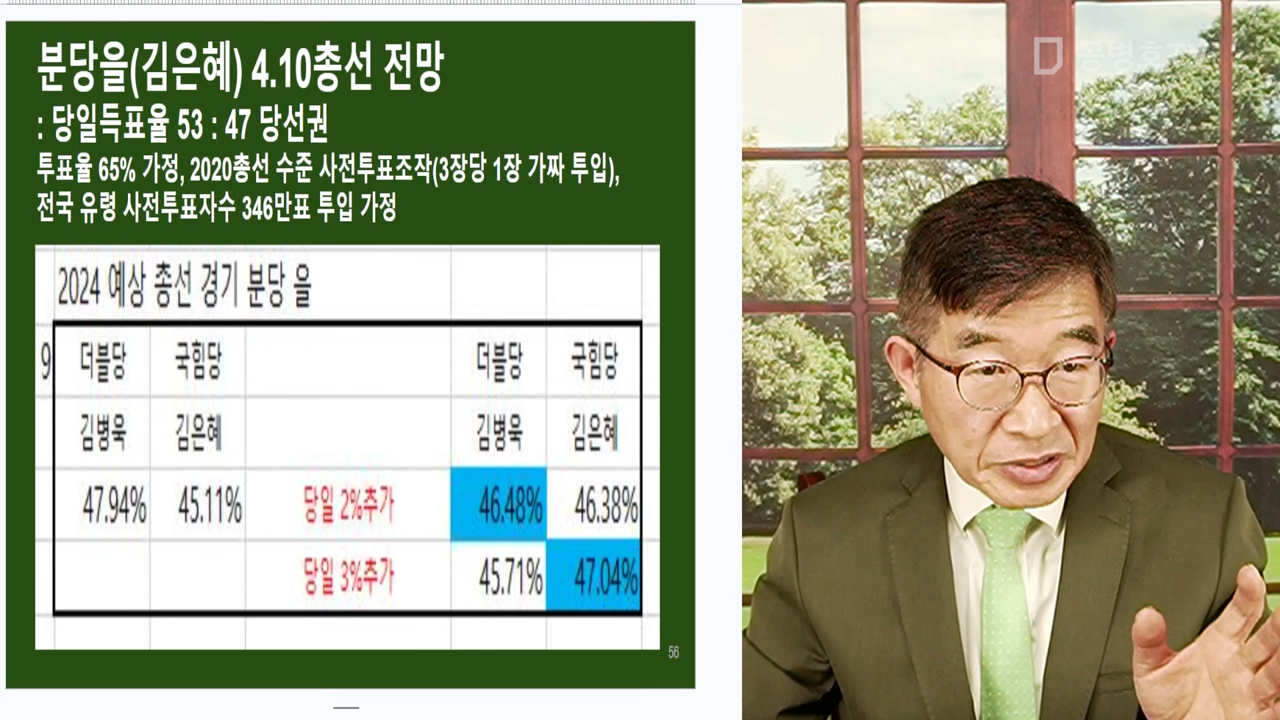 분당을(김은혜) 4.10총선 전망
: 당일득표율 53 : 47 당선권
투표율 65% 가정, 2020총선 수준 사전투표조작(3장당 1장 가짜 투입),
전국 유령 사전투표자수 346만표 투입 가정
2024 예상 총선 경기 분당 을
9 더블당 국힘당 더블당 국힘당
김병욱 김은혜 김병욱 김은혜
47.94% 45.11% 당일 2%추가 46.48% 46.38%
당일 3%추가 45.71% 47.04%
56
공병호